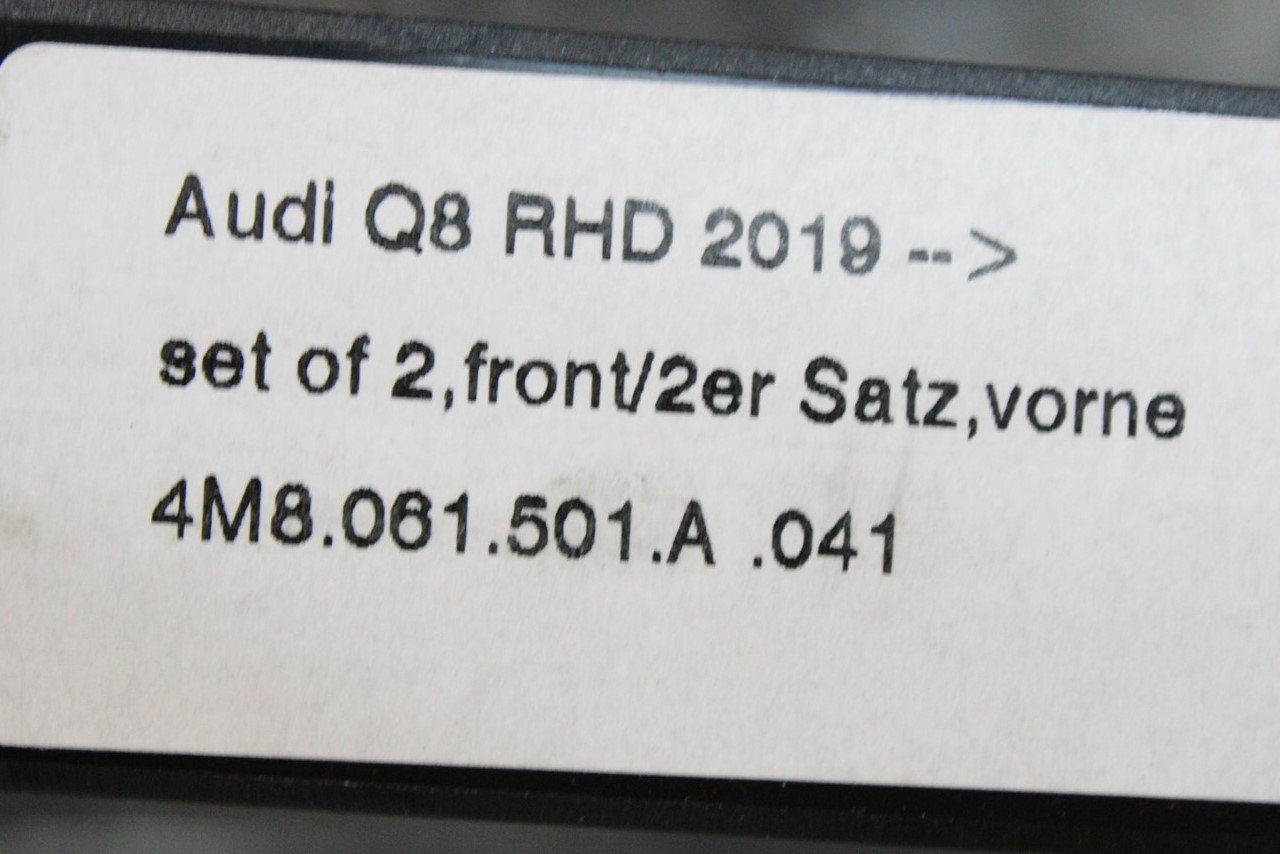 Audi Q8 RHD 2019 -->
set of 2,front/2er Satz,vorne
4M8.061.501.A .041